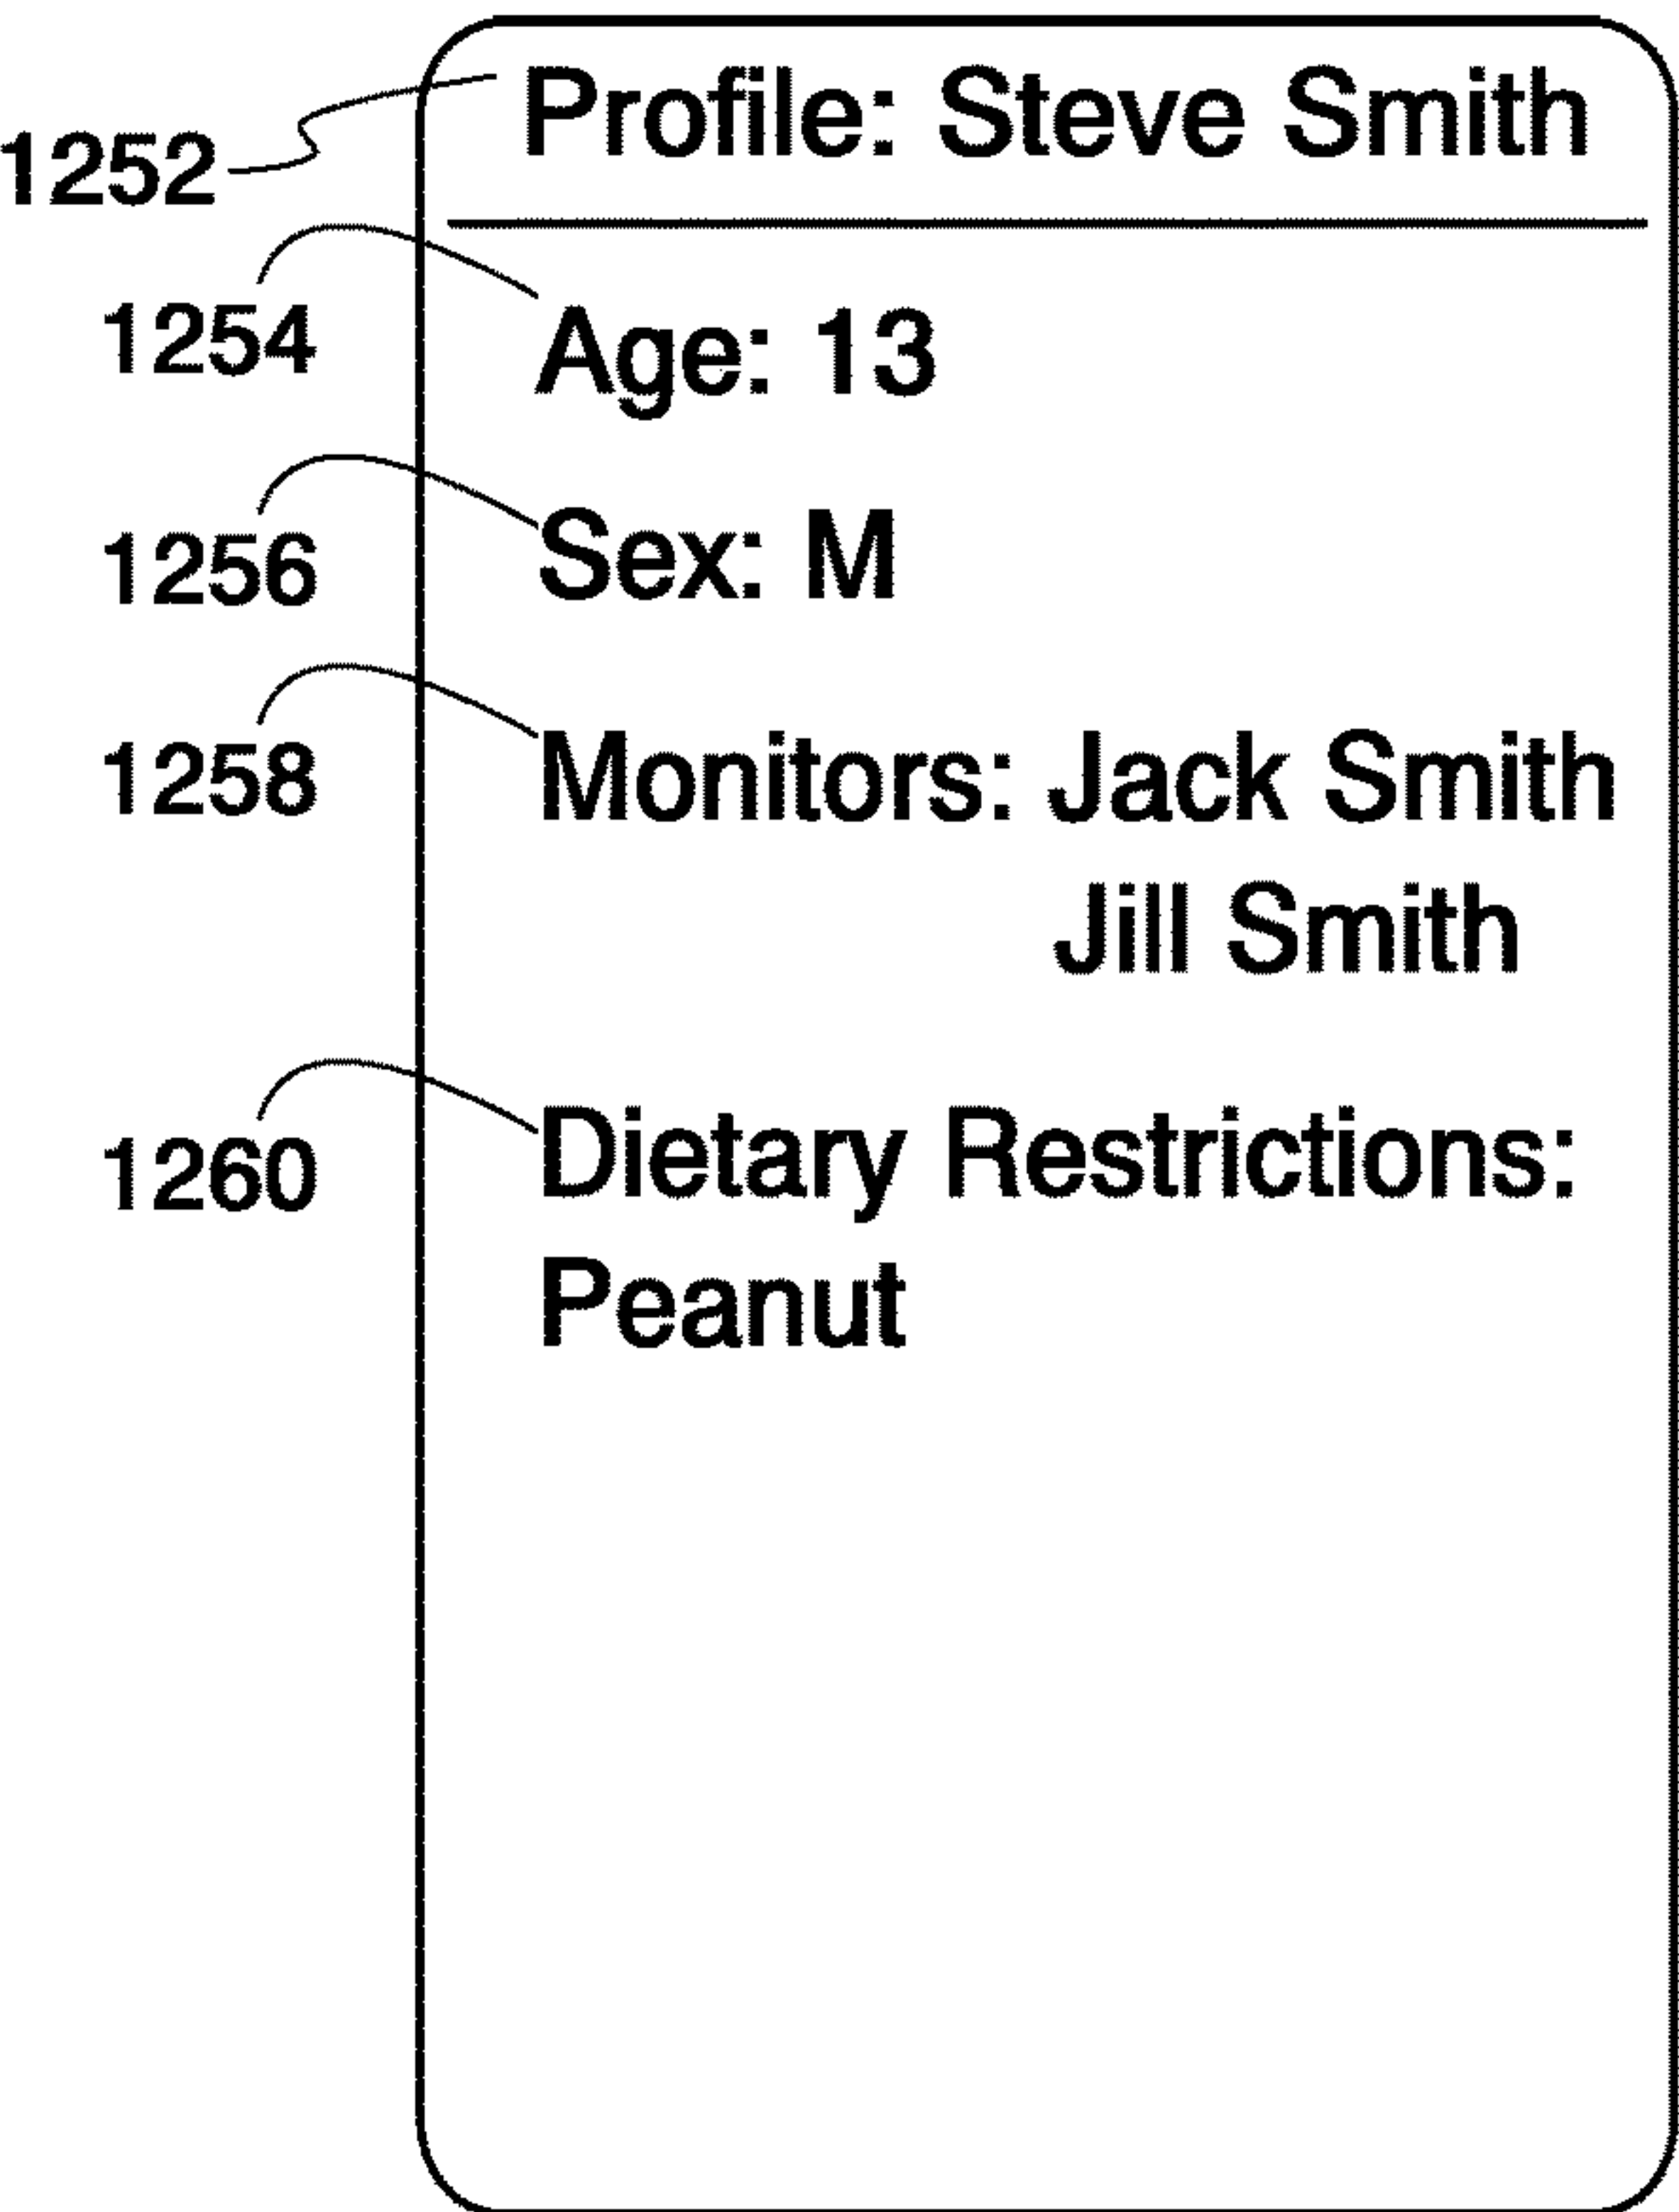 1252 Profile: Steve Smith
1254 Age: 13
1256 Sex: M
1258 Monitors: Jack Smith
Jill Smith
1260 Dietary Restrictions:
Peanut